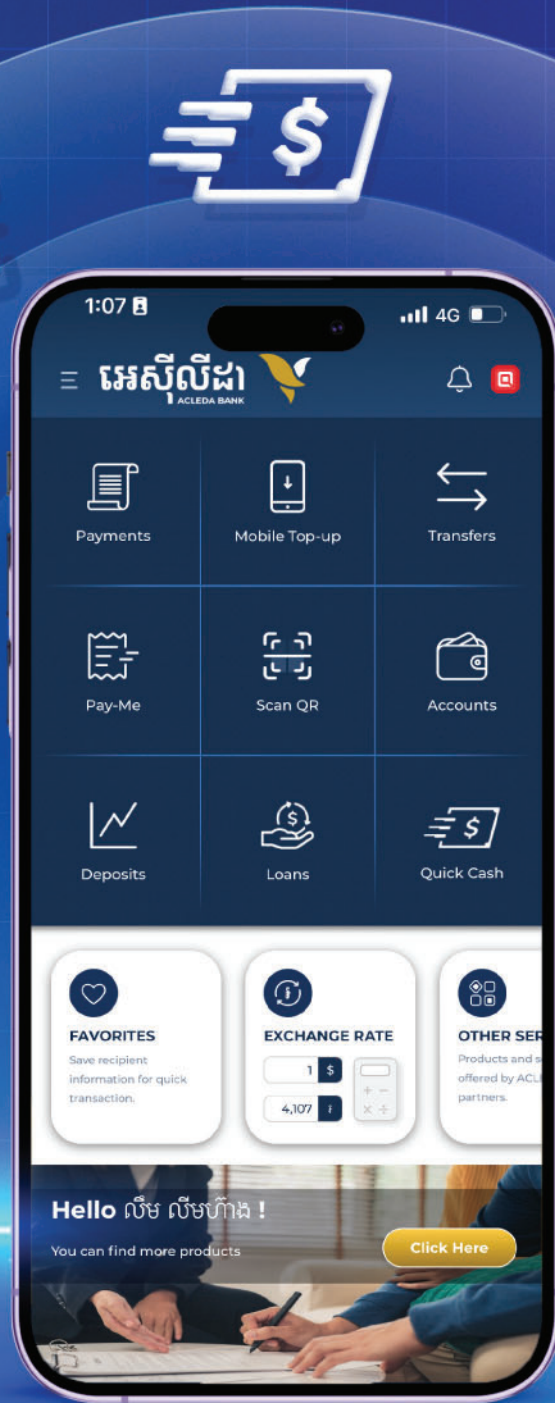 $
1:07
4G
អេស៊ីលីដា
ACLEDA BANK
Payments
Mobile Top-up
Transfers
Pay-Me
Scan QR
Accounts
Deposits
Loans
Quick Cash
FAVORITES
Save recipient
information for quick
transaction.
EXCHANGE RATE
1 $
4,107 ៛
OTHER SER
Products and s
offered by ACL
partners.
Hello លឹម លីមហ៊ាង !
You can find more products
Click Here